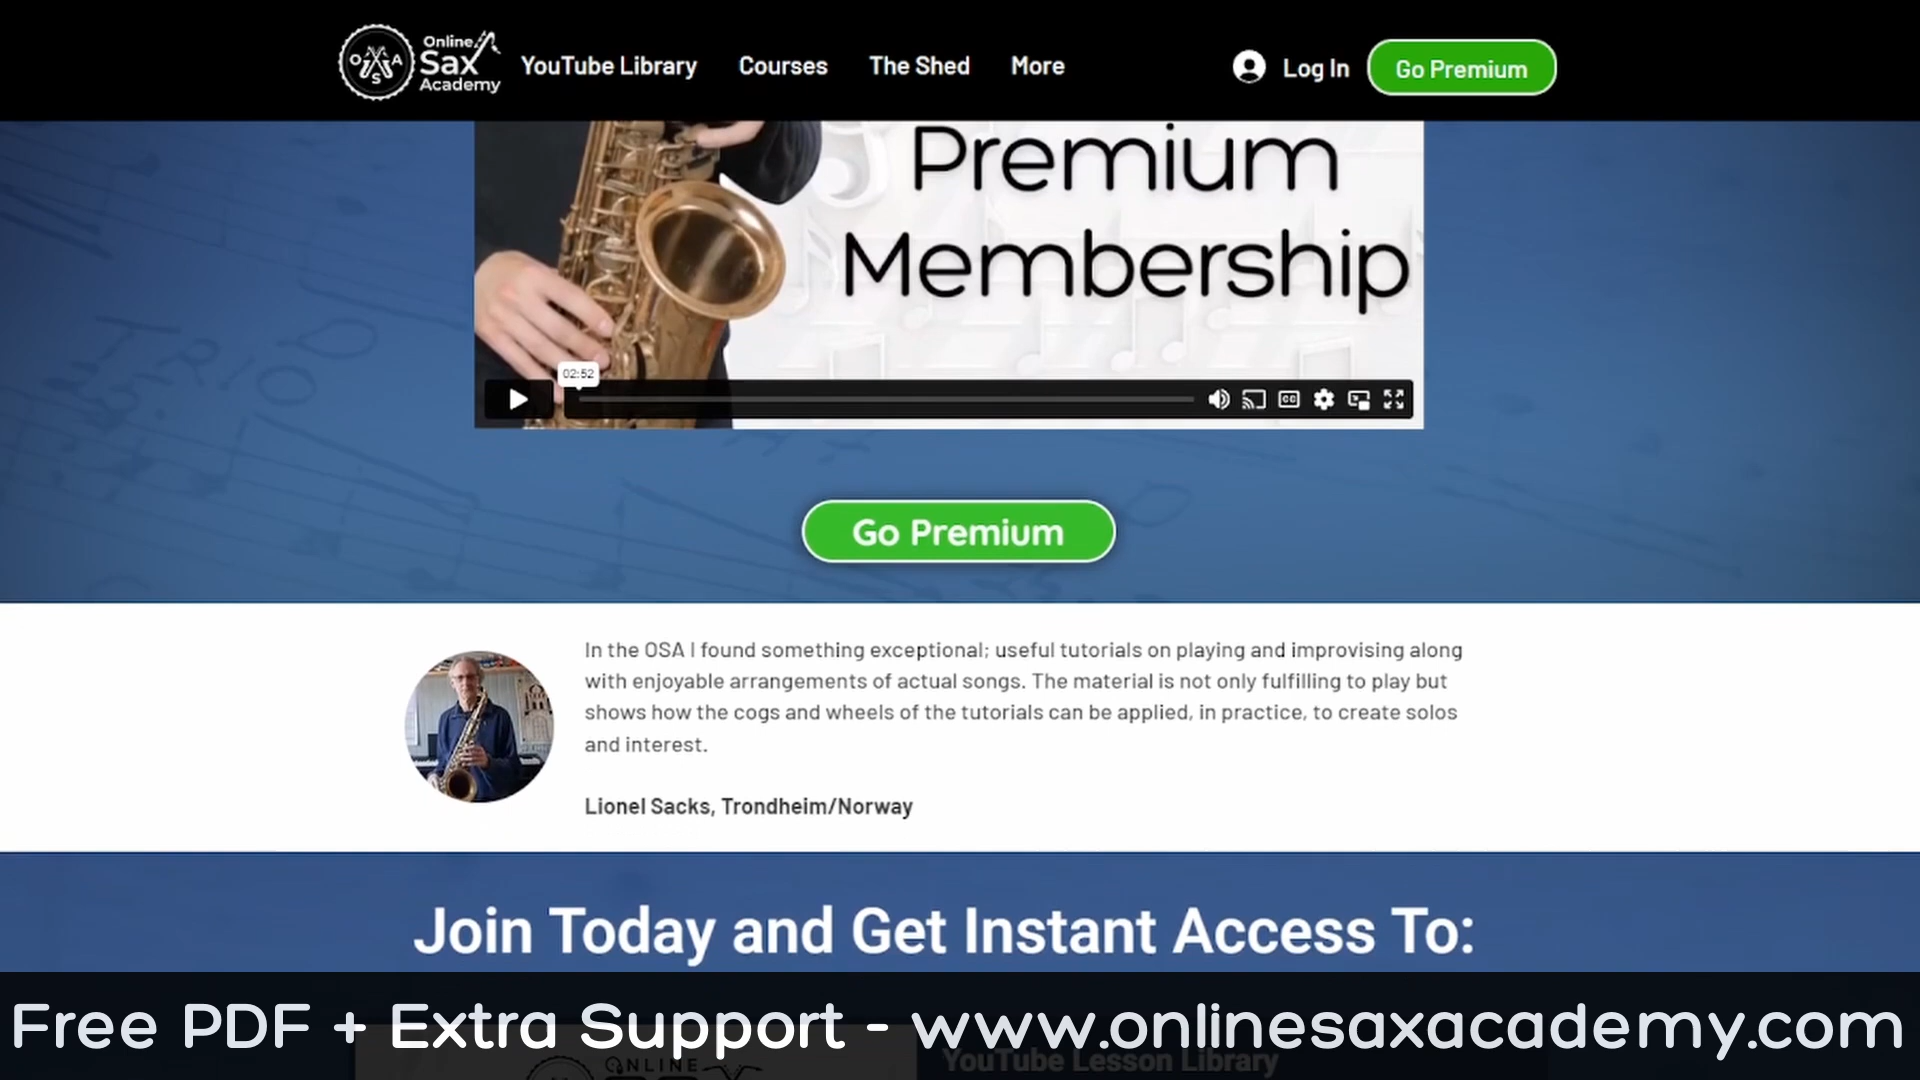 O S A
Online
Sax
Academy
YouTube Library
Courses
The Shed
More
Log In
Go Premium
Premium
Membership
02:52
CC
Go Premium
In the OSA I found something exceptional; useful tutorials on playing and improvising along
with enjoyable arrangements of actual songs. The material is not only fulfilling to play but
shows how the cogs and wheels of the tutorials can be applied, in practice, to create solos
and interest.
Lionel Sacks, Trondheim/Norway
Join Today and Get Instant Access To:
Free PDF + Extra Support - www.onlinesaxacademy.com
ONLINE
YouTube Lesson Library